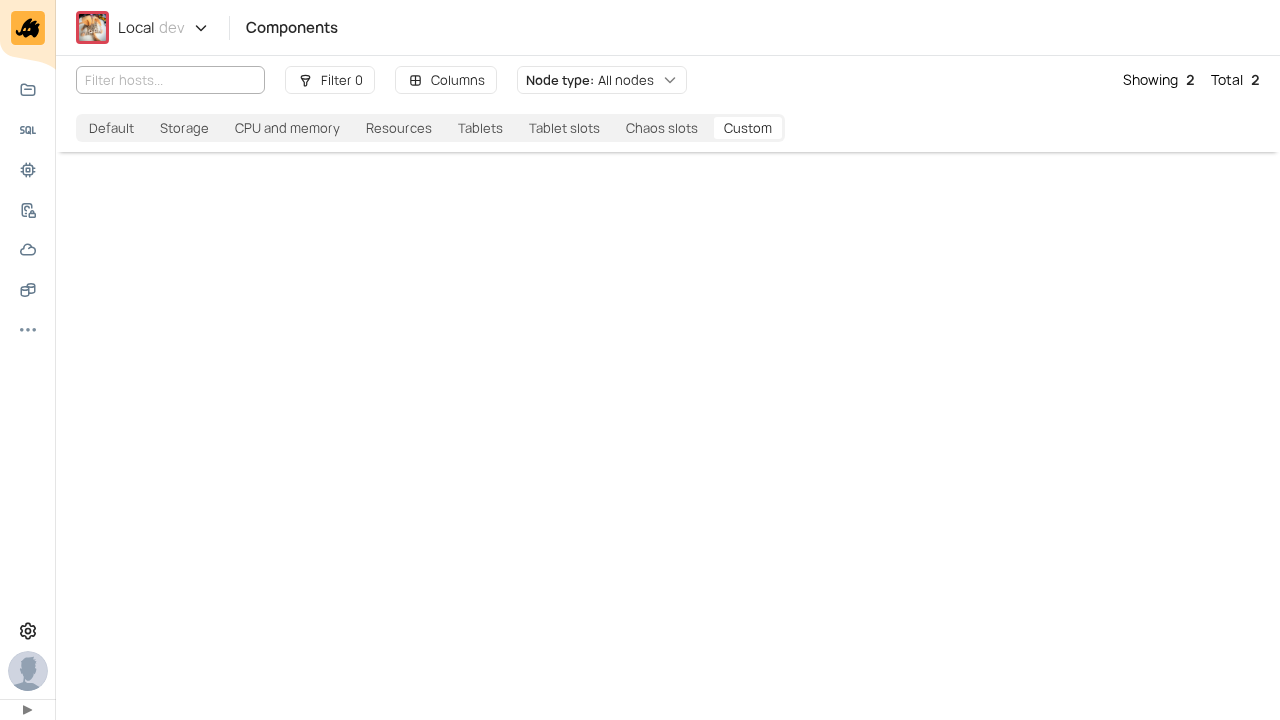 Local dev
Components
Filter hosts...
Filter 0
Columns
Node type: All nodes
Showing 2
Total 2
Default
Storage
CPU and memory
Resources
Tablets
Tablet slots
Chaos slots
Custom
SQL